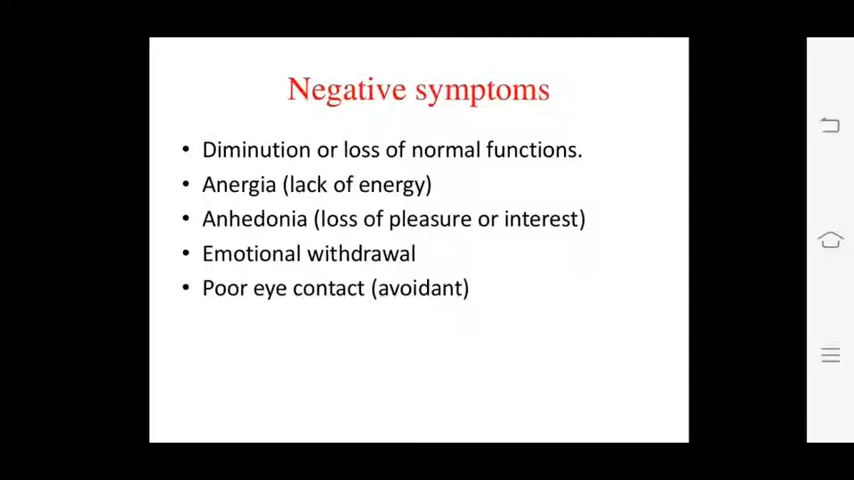 Negative symptoms
• Diminution or loss of normal functions.
• Anergia (lack of energy)
• Anhedonia (loss of pleasure or interest)
• Emotional withdrawal
• Poor eye contact (avoidant)